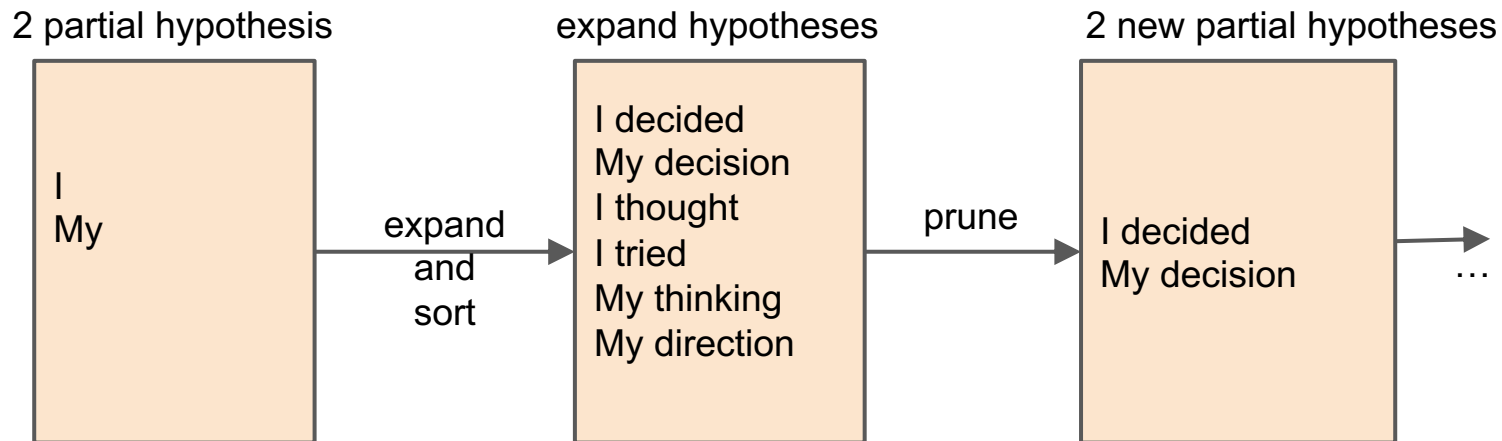 2 partial hypothesis
I
My
expand
and
sort
expand hypotheses
I decided
My decision
I thought
I tried
My thinking
My direction
prune
2 new partial hypotheses
I decided
My decision
...